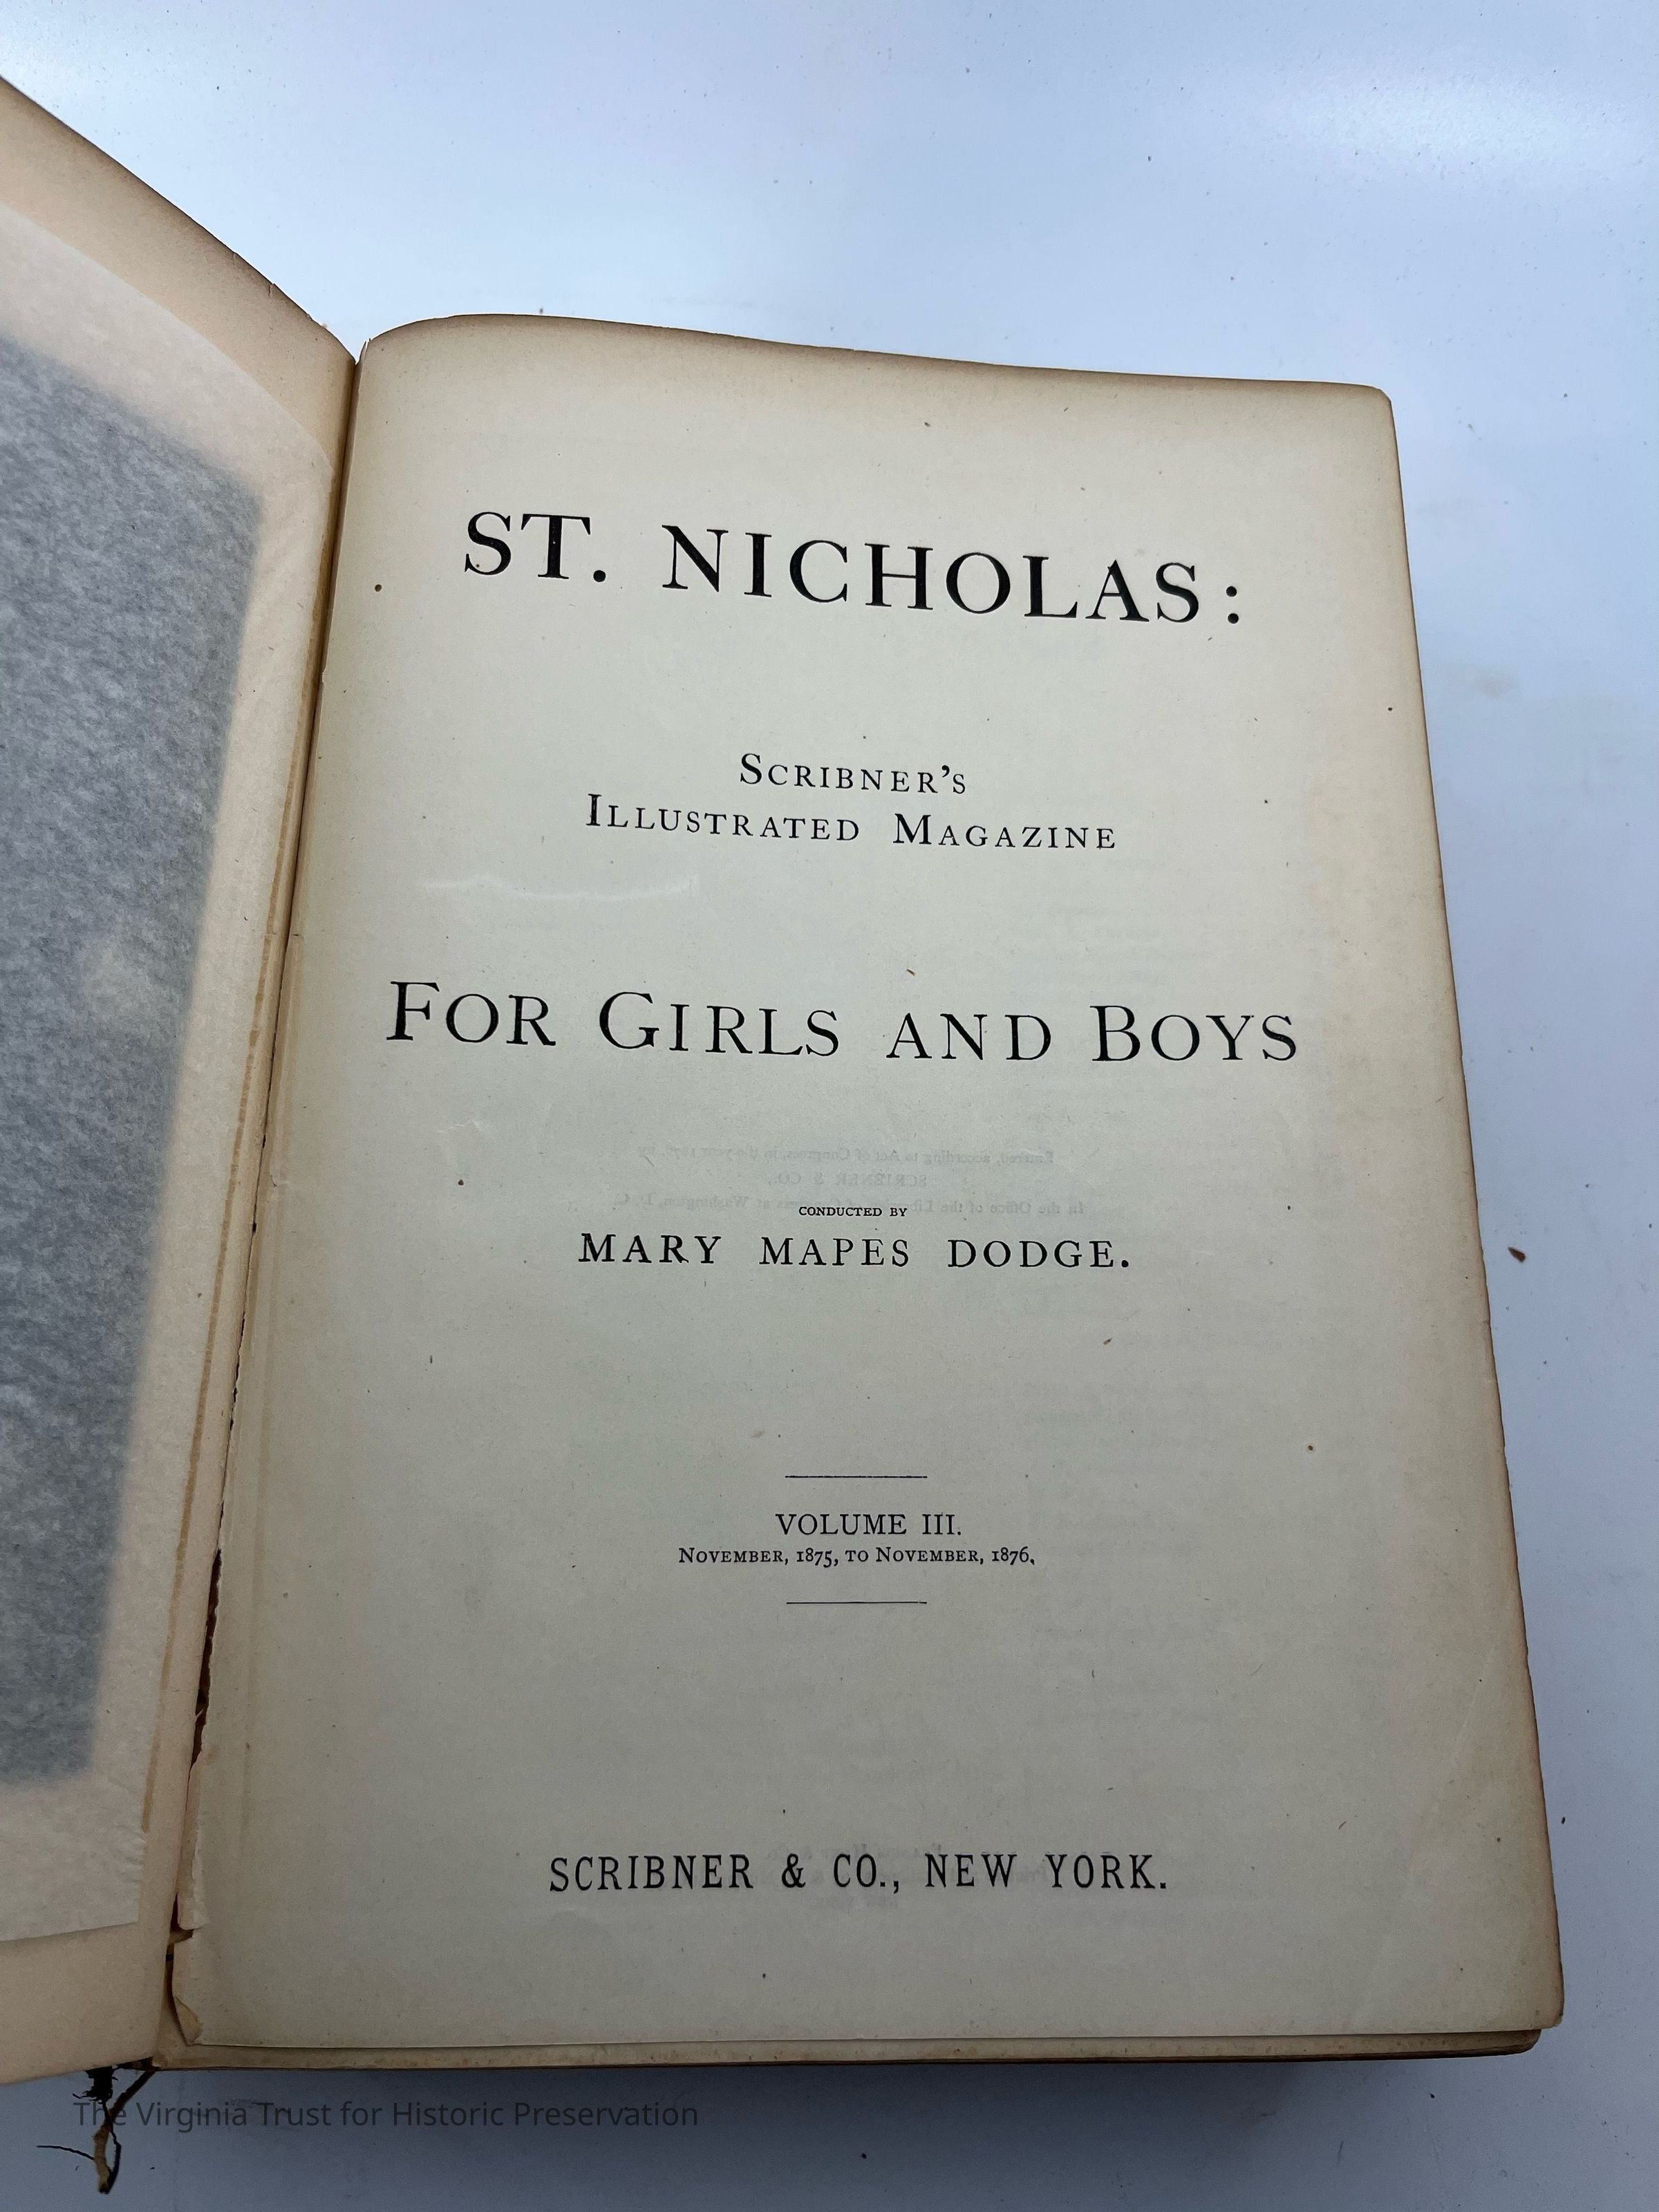 ST. NICHOLAS:
SCRIBNER'S
ILLUSTRATED MAGAZINE
FOR GIRLS AND BOYS
CONDUCTED BY
MARY MAPES DODGE.
VOLUME III.
NOVEMBER, 1875, TO NOVEMBER, 1876.
SCRIBNER & CO., NEW YORK.
The Virginia Trust for Historic Preservation